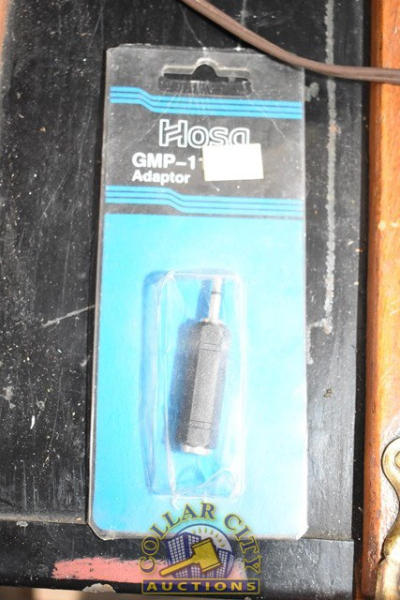 Hosa
GMP-11
Adaptor
COLLAR CITY
AUCTIONS